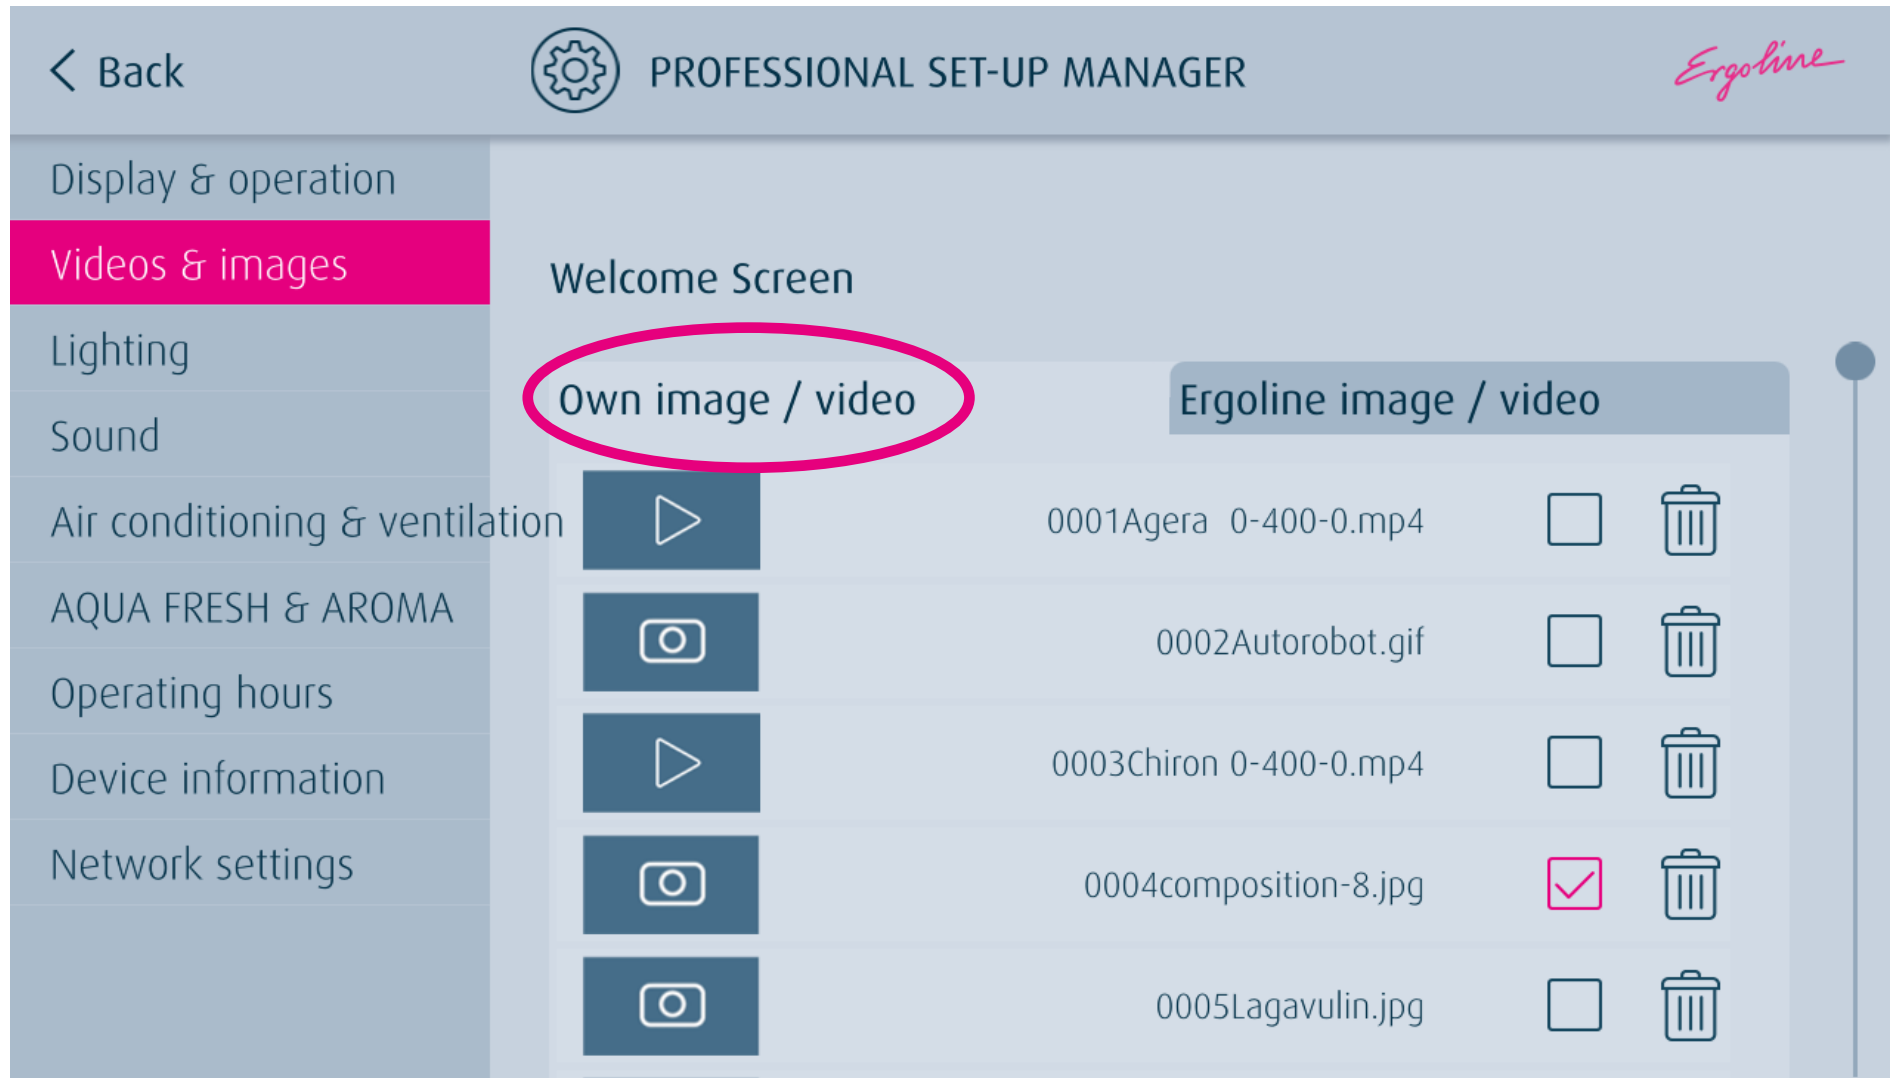 Back
PROFESSIONAL SET-UP MANAGER
Ergoline
Display & operation
Videos & images
Lighting
Sound
Air conditioning & ventilation
AQUA FRESH & AROMA
Operating hours
Device information
Network settings
Welcome Screen
Own image / video
Ergoline image / video
0001Agera 0-400-0.mp4
0002Autorobot.gif
0003Chiron 0-400-0.mp4
0004composition-8.jpg
0005Lagavulin.jpg